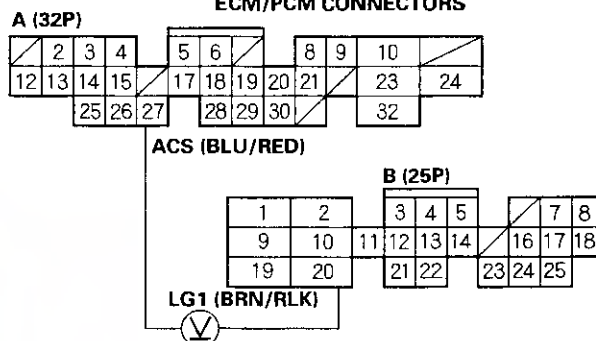 ECM/PCM CONNECTORS
A (32P)
2 3 4 5 6 8 9 10
12 13 14 15 17 18 19 20 21 23 24
25 26 27 28 29 30 32
ACS (BLU/RED)
B (25P)
1 2 3 4 5 7 8
9 10 11 12 13 14 16 17 18
19 20 21 22 23 24 25
LG1 (BRN/RLK)
V